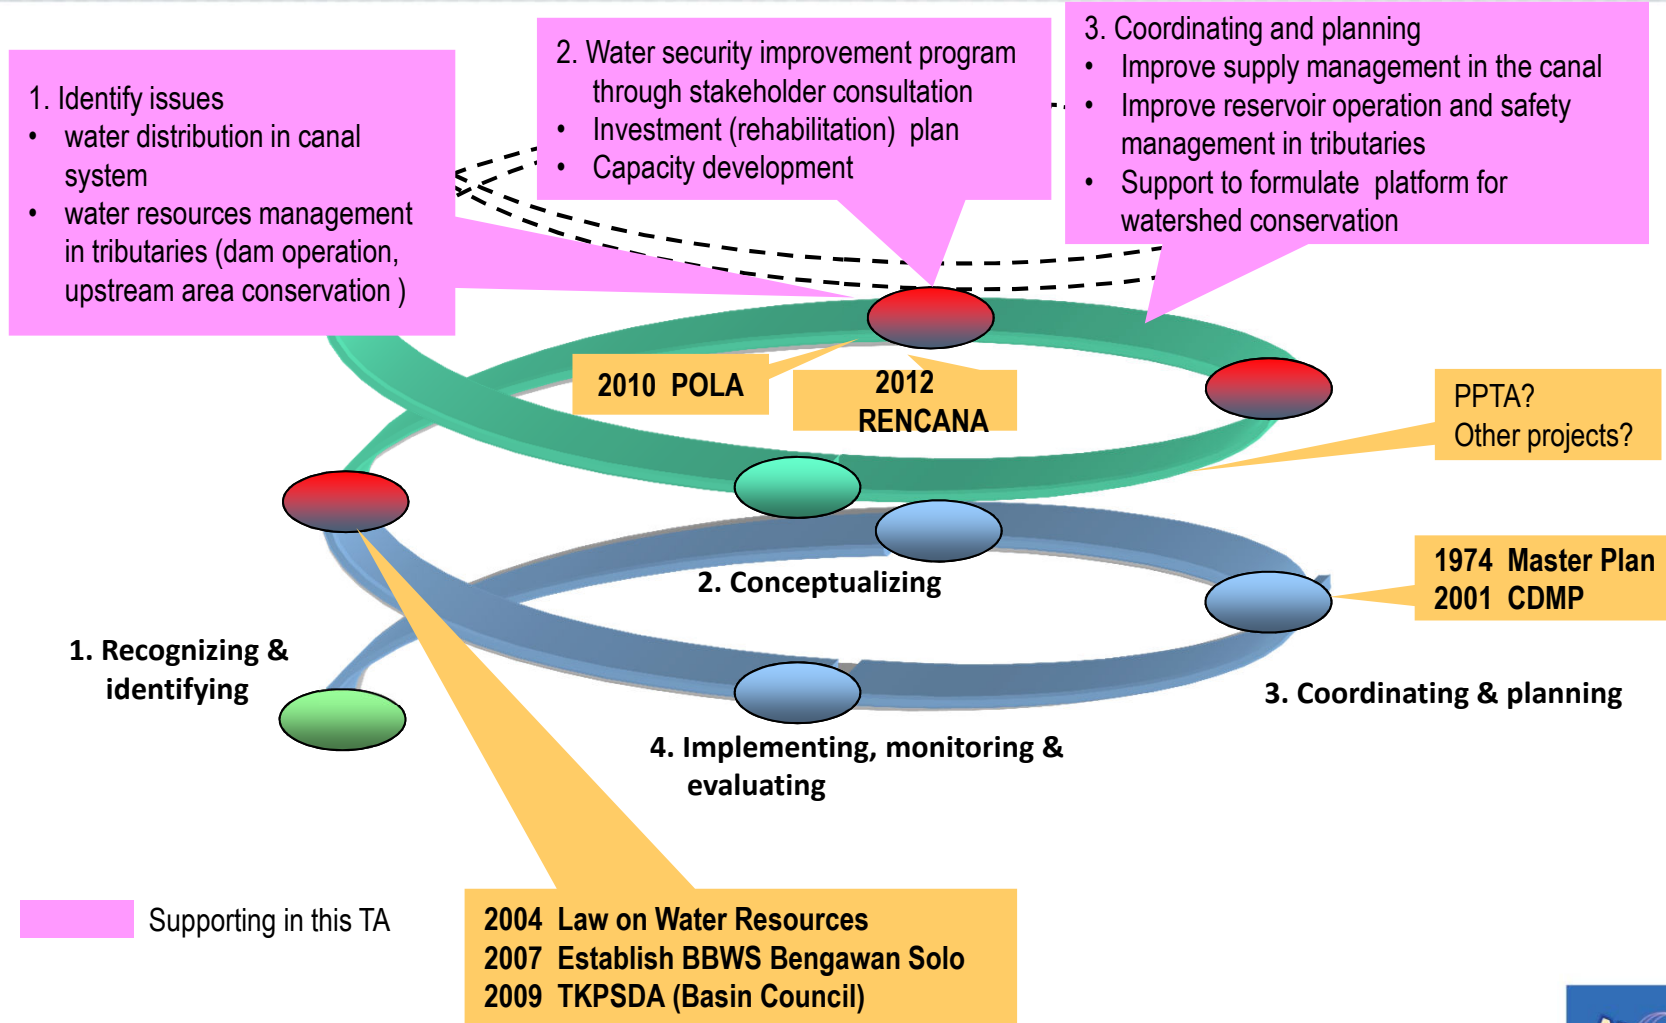 1. Identify issues
• water distribution in canal
system
• water resources management
in tributaries (dam operation,
upstream area conservation )
2. Water security improvement program
through stakeholder consultation
• Investment (rehabilitation) plan
• Capacity development
3. Coordinating and planning
• Improve supply management in the canal
• Improve reservoir operation and safety
management in tributaries
• Support to formulate platform for
watershed conservation
2010 POLA
2012
RENCANA
PPTA?
Other projects?
1974 Master Plan
2001 CDMP
2. Conceptualizing
1. Recognizing &
identifying
3. Coordinating & planning
4. Implementing, monitoring &
evaluating
Supporting in this TA
2004 Law on Water Resources
2007 Establish BBWS Bengawan Solo
2009 TKPSDA (Basin Council)